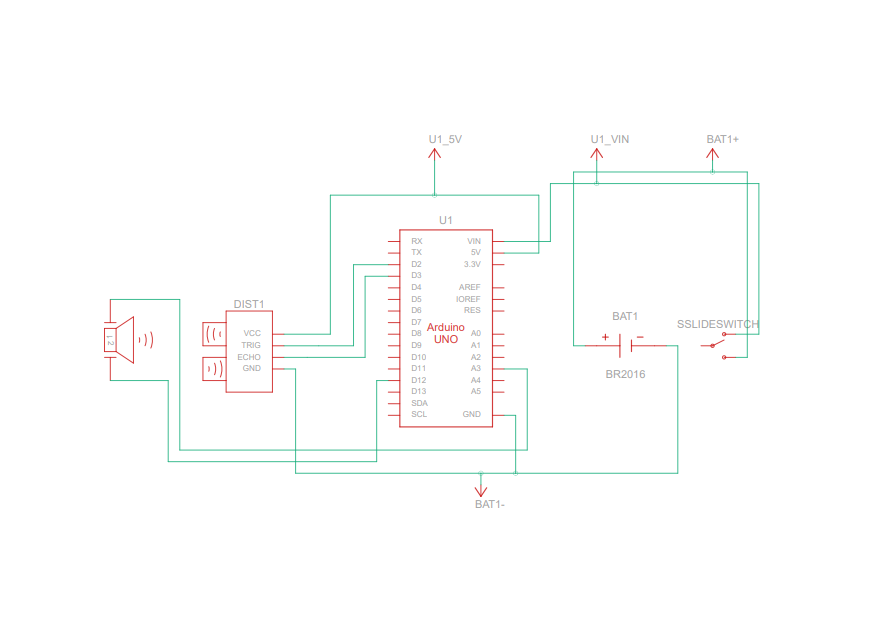 U1_5V
U1_VIN
BAT1+
U1
RX
TX
D2
D3
D4
D5
D6
D7
D8
D9
D10
D11
D12
D13
SDA
SCL
VIN
5V
3.3V
AREF
IOREF
RES
A0
A1
A2
A3
A4
A5
GND
Arduino
UNO
DIST1
VCC
TRIG
ECHO
GND
1
2
BAT1
+
-
BR2016
SSLIDESWITCH
BAT1-